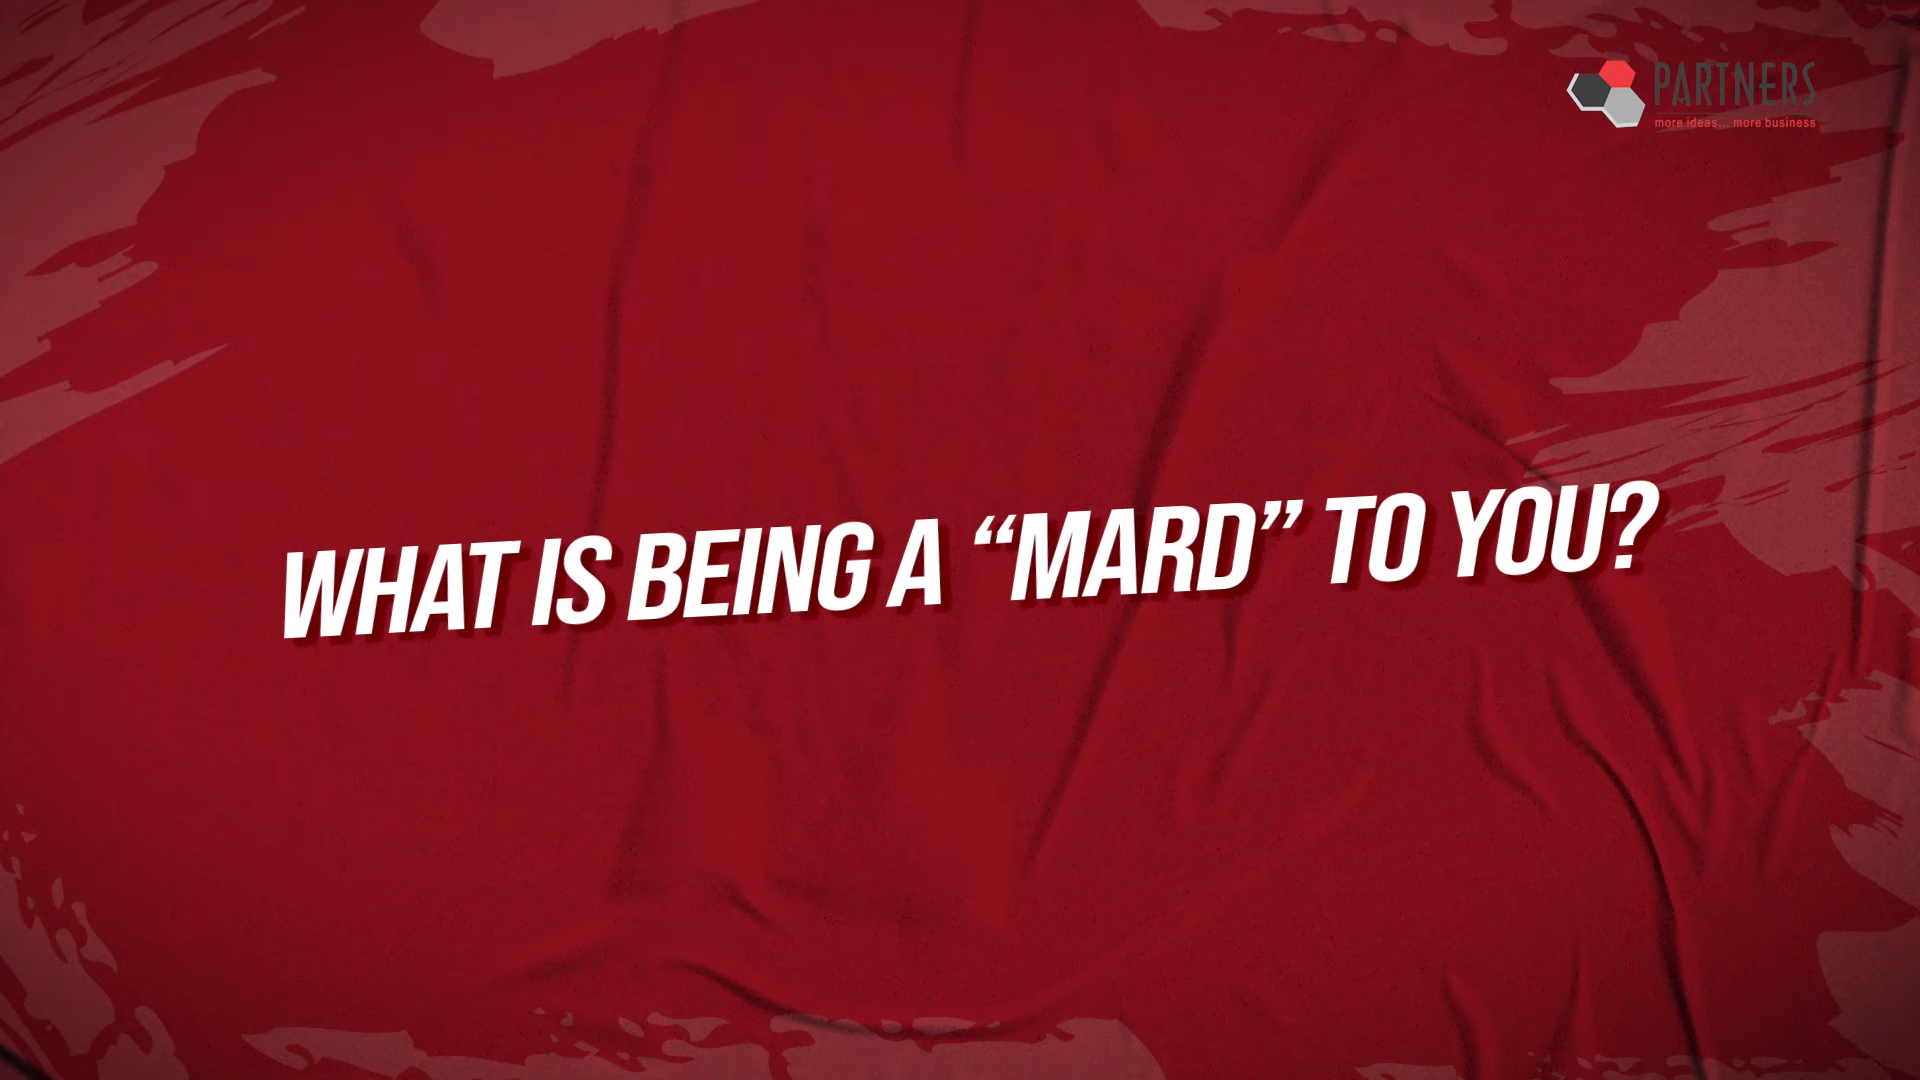 PARTNERS
more ideas... more business
WHAT IS BEING A “MARD” TO YOU?